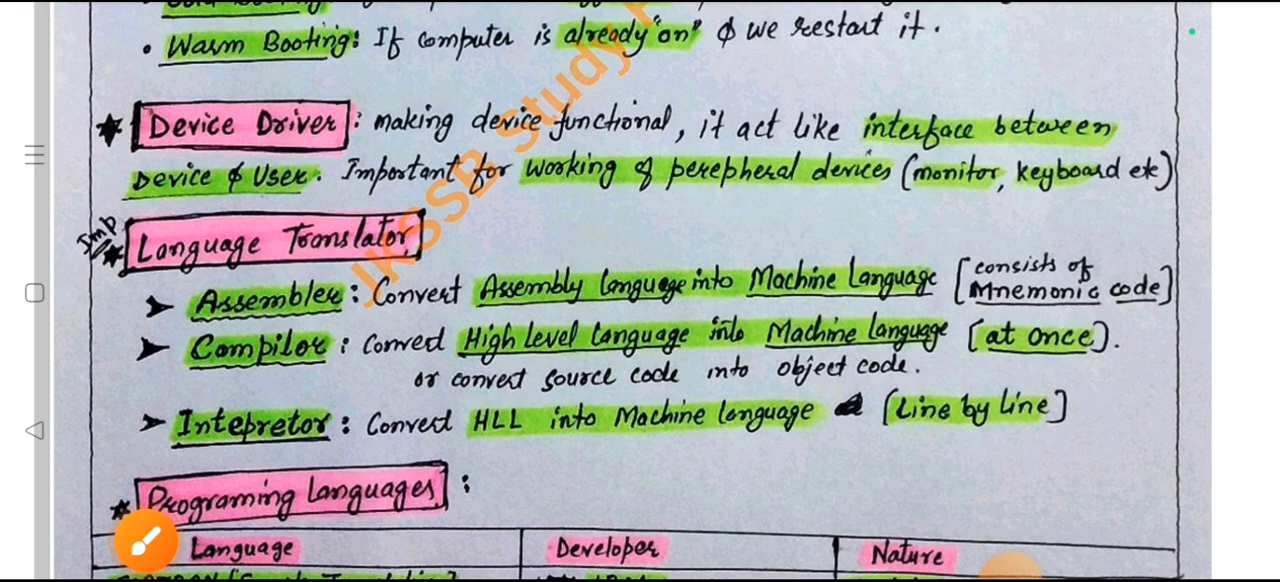 • Warm Booting: If computer is already "on" & we restart it.
* Device Driver: making device functional, it act like interface between
Device & User. Important for working of perepheral devices (monitor, keyboard etc)
Imp
* Language Translator
➤ Assembler: Convert Assembly Language into Machine Language [consists of
Mnemonic code]
➤ Compilor: Convert High level Language into Machine language [at once].
or convert source code into object code.
➤ Intepretor: Convert HLL into Machine language [Line by line]
* Programing Languages:
Language Developer Nature
JKSSB Study